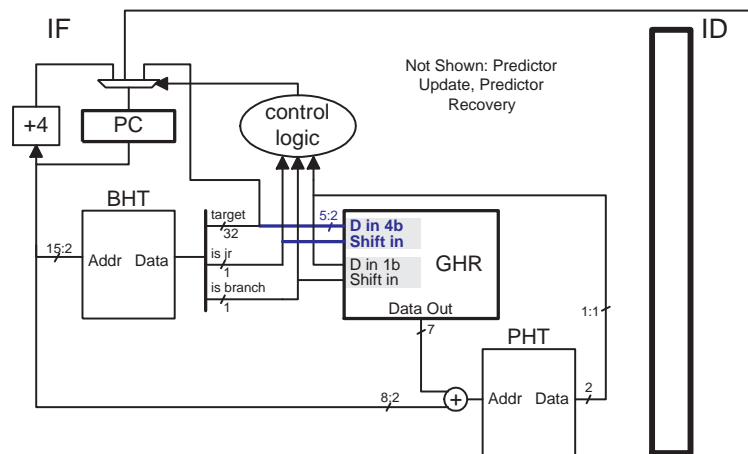 IF
ID
Not Shown: Predictor
Update, Predictor
Recovery
+4
PC
control
logic
BHT
target
32
5:2
D in 4b
Shift in
15:2
Addr
Data
is jr
1
GHR
D in 1b
Shift in
is branch
1
Data Out
7
1:1
PHT
8:2
+
Addr
Data
2